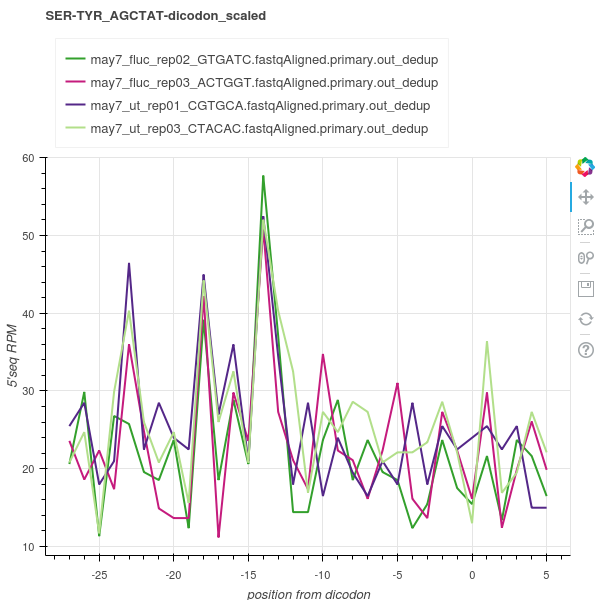 SER-TYR_AGCTAT-dicodon_scaled
may7_fluc_rep02_GTGATC.fastqAligned.primary.out_dedup
may7_fluc_rep03_ACTGGT.fastqAligned.primary.out_dedup
may7_ut_rep01_CGTGCA.fastqAligned.primary.out_dedup
may7_ut_rep03_CTACAC.fastqAligned.primary.out_dedup
60
50
40
30
20
10
5'seq RPM
-25 -20 -15 -10 -5 0 5
position from dicodon